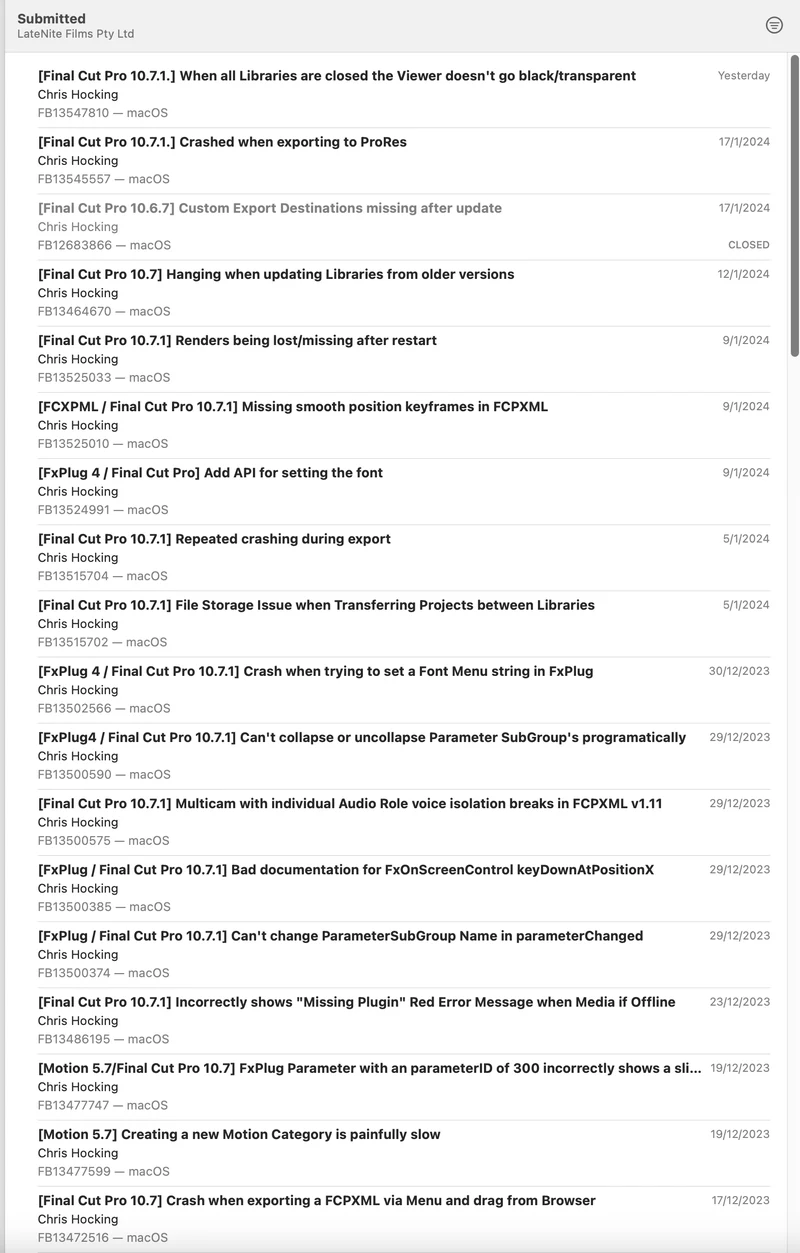 Submitted
LateNite Films Pty Ltd
[Final Cut Pro 10.7.1.] When all Libraries are closed the Viewer doesn't go black/transparent Yesterday
Chris Hocking
FB13547810 — macOS
[Final Cut Pro 10.7.1.] Crashed when exporting to ProRes 17/1/2024
Chris Hocking
FB13545557 — macOS
[Final Cut Pro 10.6.7] Custom Export Destinations missing after update 17/1/2024
Chris Hocking
FB12683866 — macOS CLOSED
[Final Cut Pro 10.7] Hanging when updating Libraries from older versions 12/1/2024
Chris Hocking
FB13464670 — macOS
[Final Cut Pro 10.7.1] Renders being lost/missing after restart 9/1/2024
Chris Hocking
FB13525033 — macOS
[FCXPML / Final Cut Pro 10.7.1] Missing smooth position keyframes in FCPXML 9/1/2024
Chris Hocking
FB13525010 — macOS
[FxPlug 4 / Final Cut Pro] Add API for setting the font 9/1/2024
Chris Hocking
FB13524991 — macOS
[Final Cut Pro 10.7.1] Repeated crashing during export 5/1/2024
Chris Hocking
FB13515704 — macOS
[Final Cut Pro 10.7.1] File Storage Issue when Transferring Projects between Libraries 5/1/2024
Chris Hocking
FB13515702 — macOS
[FxPlug 4 / Final Cut Pro 10.7.1] Crash when trying to set a Font Menu string in FxPlug 30/12/2023
Chris Hocking
FB13502566 — macOS
[FxPlug4 / Final Cut Pro 10.7.1] Can't collapse or uncollapse Parameter SubGroup's programatically 29/12/2023
Chris Hocking
FB13500590 — macOS
[Final Cut Pro 10.7.1] Multicam with individual Audio Role voice isolation breaks in FCPXML v1.11 29/12/2023
Chris Hocking
FB13500575 — macOS
[FxPlug / Final Cut Pro 10.7.1] Bad documentation for FxOnScreenControl keyDownAtPositionX 29/12/2023
Chris Hocking
FB13500385 — macOS
[FxPlug / Final Cut Pro 10.7.1] Can't change ParameterSubGroup Name in parameterChanged 29/12/2023
Chris Hocking
FB13500374 — macOS
[Final Cut Pro 10.7.1] Incorrectly shows "Missing Plugin" Red Error Message when Media if Offline 23/12/2023
Chris Hocking
FB13486195 — macOS
[Motion 5.7/Final Cut Pro 10.7] FxPlug Parameter with an parameterID of 300 incorrectly shows a sli... 19/12/2023
Chris Hocking
FB13477747 — macOS
[Motion 5.7] Creating a new Motion Category is painfully slow 19/12/2023
Chris Hocking
FB13477599 — macOS
[Final Cut Pro 10.7] Crash when exporting a FCPXML via Menu and drag from Browser 17/12/2023
Chris Hocking
FB13472516 — macOS